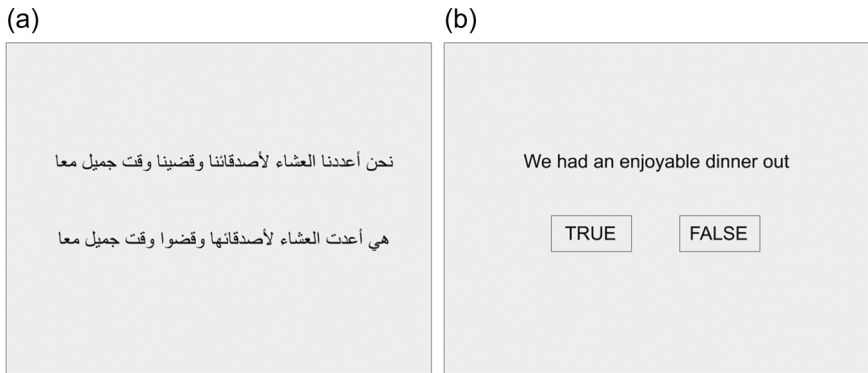 (a)
نحن أعددنا العشاء لأصدقائنا وقضينا وقت جميل معا
هي أعدت العشاء لأصدقائها وقضوا وقت جميل معا
(b)
We had an enjoyable dinner out
TRUE
FALSE